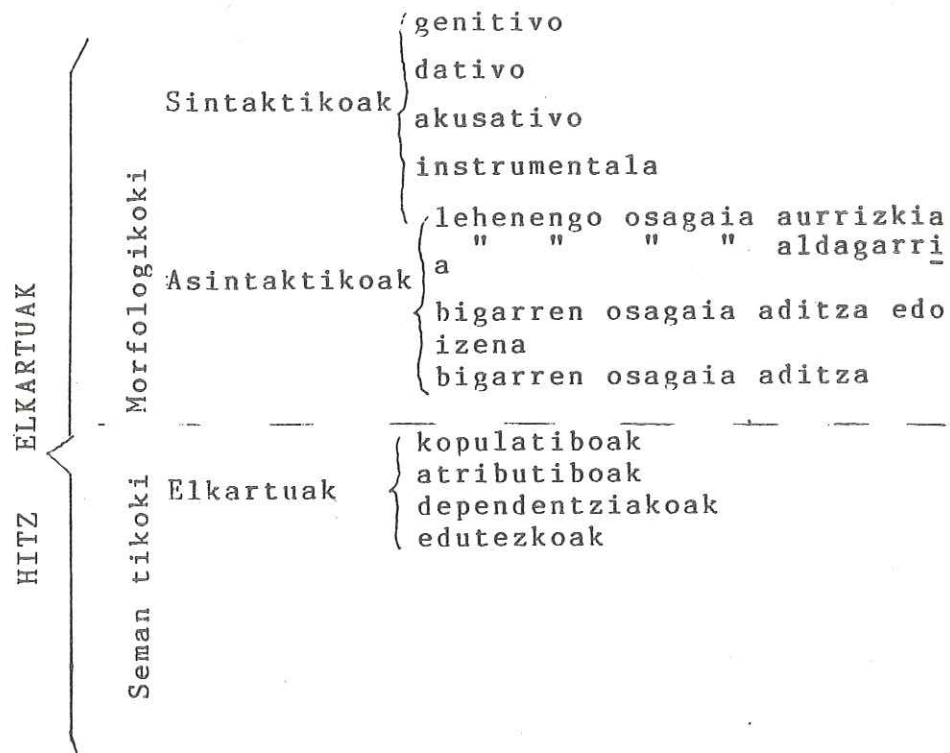 HITZ ELKARTUAK
Morfologikoki
Sintaktikoak
genitivo
dativo
akusativo
instrumentala
Asintaktikoak
lehenengo osagaia aurrizkia
" " " " aldagarri
a
bigarren osagaia aditza edo
izena
bigarren osagaia aditza
Seman tikoki
Elkartuak
kopulatiboak
atributiboak
dependentziakoak
edutezkoak